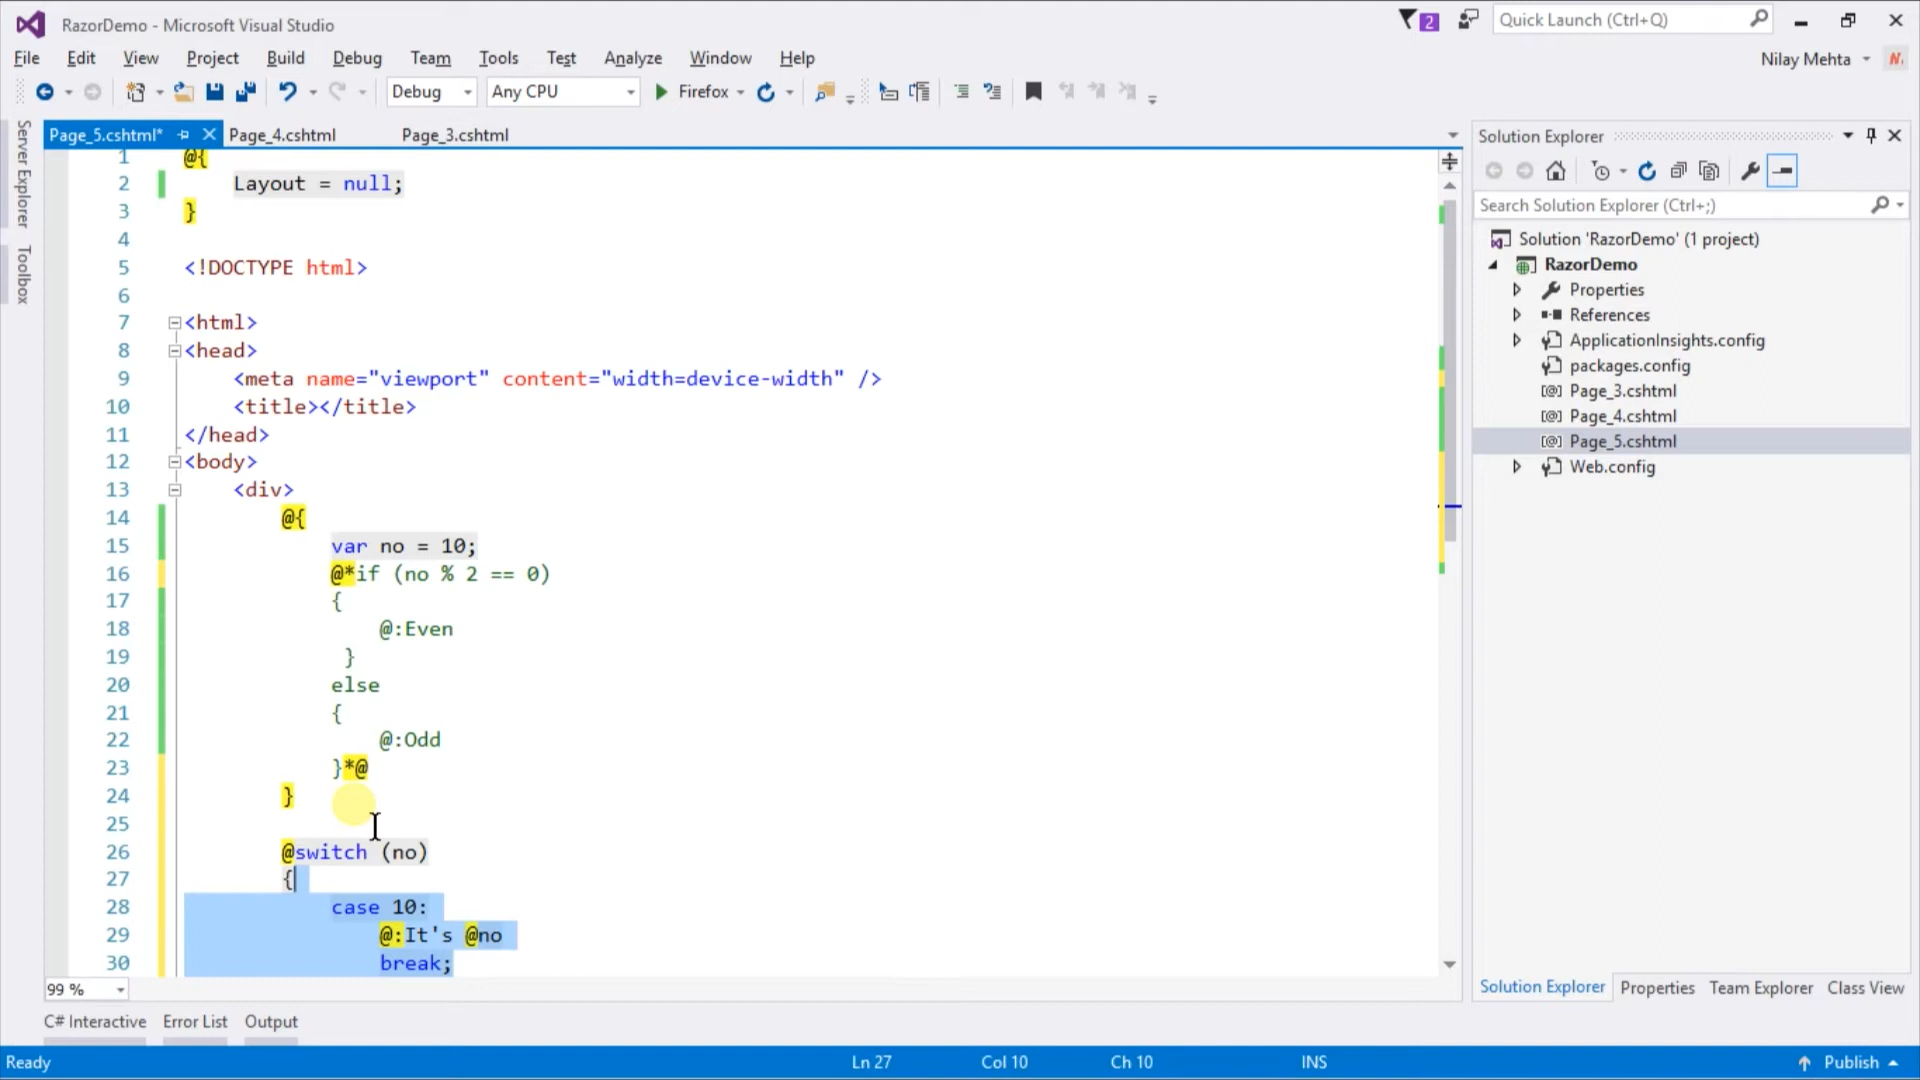 RazorDemo - Microsoft Visual Studio
2
Quick Launch (Ctrl+Q)
File Edit View Project Build Debug Team Tools Test Analyze Window Help
Nilay Mehta
N
Debug Any CPU Firefox
Server Explorer
Toolbox
Page_5.cshtml* Page_4.cshtml Page_3.cshtml
1 @{
2 Layout = null;
3 }
4
5 <!DOCTYPE html>
6
7 <html>
8 <head>
9 <meta name="viewport" content="width=device-width" />
10 <title></title>
11 </head>
12 <body>
13 <div>
14 @{
15 var no = 10;
16 @*if (no % 2 == 0)
17 {
18 @:Even
19 }
20 else
21 {
22 @:Odd
23 }*@
24 }
25
26 @switch (no)
27 {
28 case 10:
29 @:It's @no
30 break;
99 %
Solution Explorer
Search Solution Explorer (Ctrl+;)
Solution 'RazorDemo' (1 project)
RazorDemo
Properties
References
ApplicationInsights.config
packages.config
Page_3.cshtml
Page_4.cshtml
Page_5.cshtml
Web.config
Solution Explorer Properties Team Explorer Class View
C# Interactive Error List Output
Ready Ln 27 Col 10 Ch 10 INS Publish